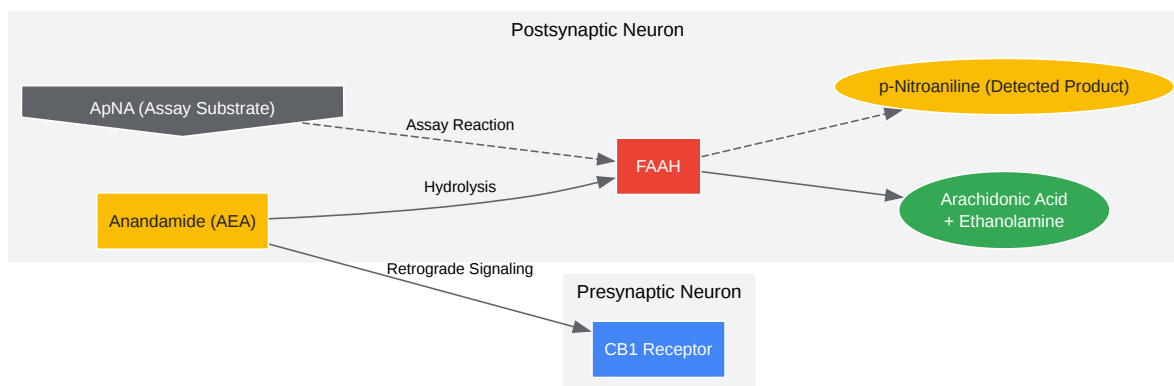 Postsynaptic Neuron
ApNA (Assay Substrate)
p-Nitroaniline (Detected Product)
Assay Reaction
FAAH
Hydrolysis
Anandamide (AEA)
Arachidonic Acid
+ Ethanolamine
Retrograde Signaling
Presynaptic Neuron
CB1 Receptor